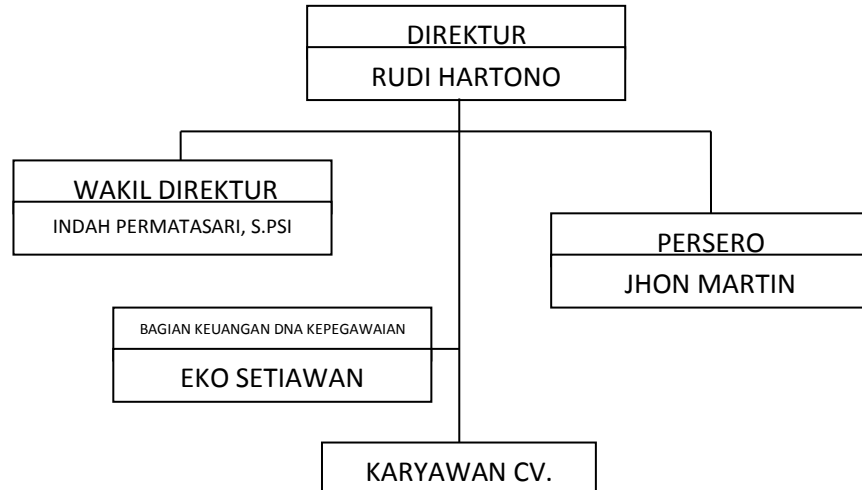 DIREKTUR
RUDI HARTONO
WAKIL DIREKTUR
INDAH PERMATASARI, S.PSI
PERSERO
JHON MARTIN
BAGIAN KEUANGAN DNA KEPEGAWAIAN
EKO SETIAWAN
KARYAWAN CV.